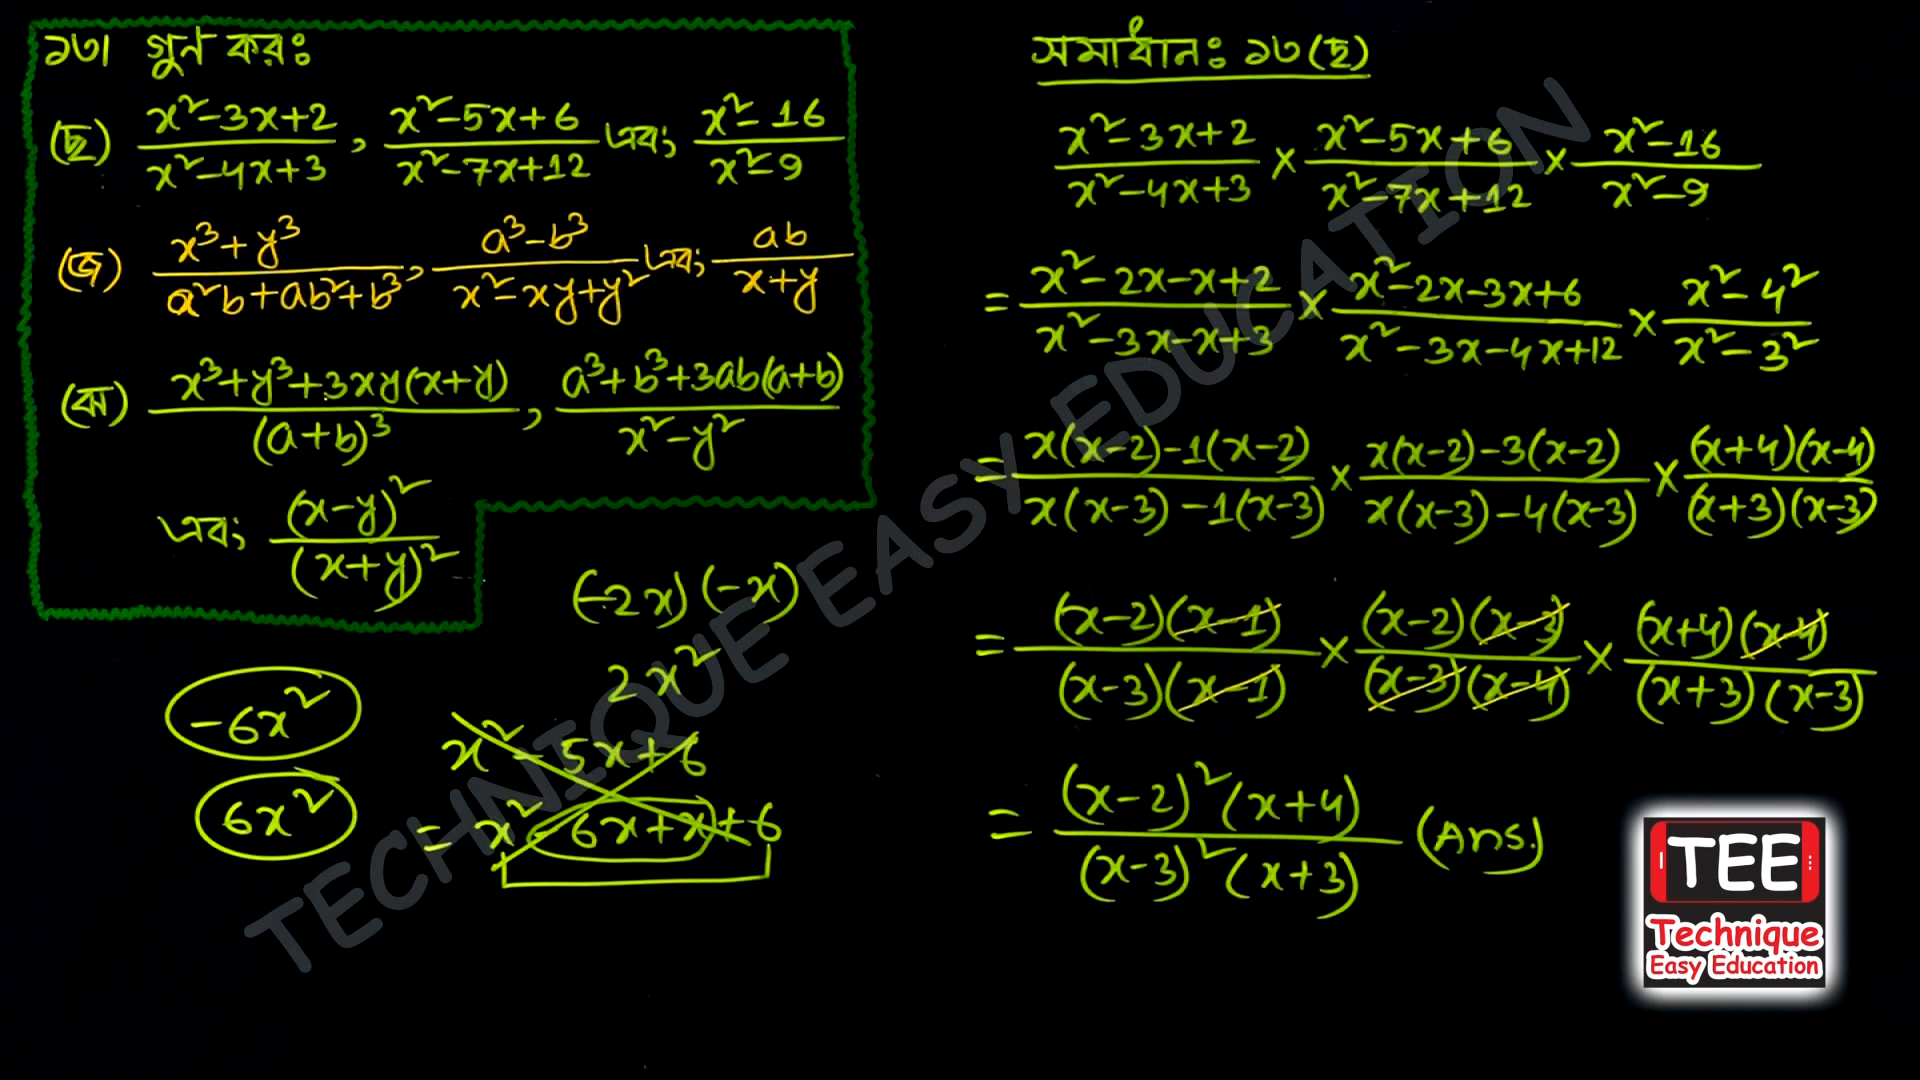 ১৩। গুন করঃ
(ছ) x²-3x+2/x²-4x+3 , x²-5x+6/x²-7x+12 এবং x²-16/x²-9
(জ) x³+y³/a²b+ab²+b³ , a³-b³/x²-xy+y² এবং ab/x+y
(ঝ) x³+y³+3xy(x+y)/(a+b)³ , a³+b³+3ab(a+b)/x²-y²
এবং (x-y)²/(x+y)²
(-2x)(-x)
2x²
-6x²
6x²
x²-5x+6
= x²-6x+x+6
সমাধানঃ ১৩(ছ)
x²-3x+2/x²-4x+3 × x²-5x+6/x²-7x+12 × x²-16/x²-9
= x²-2x-x+2/x²-3x-x+3 × x²-2x-3x+6/x²-3x-4x+12 × x²-4²/x²-3²
= x(x-2)-1(x-2)/x(x-3)-1(x-3) × x(x-2)-3(x-2)/x(x-3)-4(x-3) × (x+4)(x-4)/(x+3)(x-3)
= (x-2)(x-1)/(x-3)(x-1) × (x-2)(x-3)/(x-3)(x-4) × (x+4)(x-4)/(x+3)(x-3)
= (x-2)²(x+4)/(x-3)²(x+3) (Ans.)
TECHNIQUE EASY EDUCATION
TEE
Technique
Easy Education